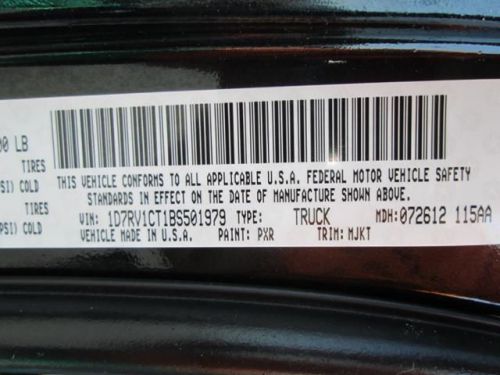 00 LB
TIRES
SI) COLD
TIRES
PSI) COLD
THIS VEHICLE CONFORMS TO ALL APPLICABLE U.S.A. FEDERAL MOTOR VEHICLE SAFETY
STANDARDS IN EFFECT ON THE DATE OF MANUFACTURE SHOWN ABOVE.
VIN: 1D7RV1CT1BS501979 TYPE: TRUCK MDH: 072612 115AA
VEHICLE MADE IN U.S.A. PAINT: PXR TRIM: MJKT